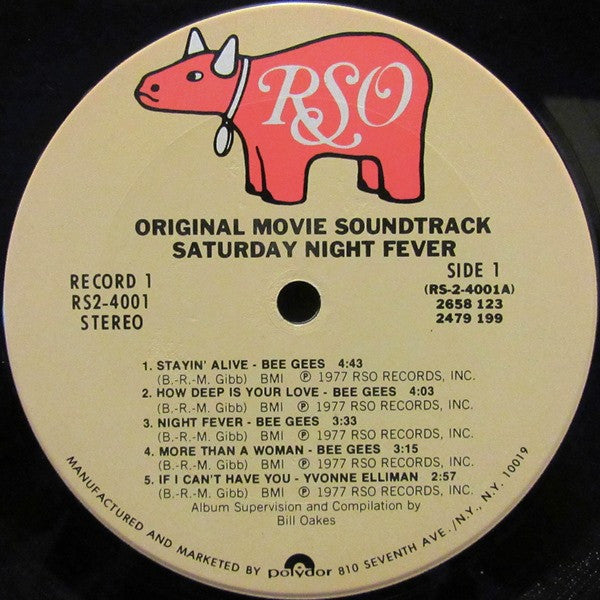 RSO
ORIGINAL MOVIE SOUNDTRACK
SATURDAY NIGHT FEVER
RECORD 1
RS2-4001
STEREO
SIDE 1
(RS-2-4001A)
2658 123
2479 199
1. STAYIN' ALIVE - BEE GEES 4:43
(B.-R.-M. Gibb) BMI ℗ 1977 RSO RECORDS, INC.
2. HOW DEEP IS YOUR LOVE - BEE GEES 4:03
(B.-R.-M. Gibb) BMI ℗ 1977 RSO RECORDS, INC.
3. NIGHT FEVER - BEE GEES 3:33
(B.-R.-M. Gibb) BMI ℗ 1977 RSO RECORDS, INC.
4. MORE THAN A WOMAN - BEE GEES 3:15
(B.-R.-M. Gibb) BMI ℗ 1977 RSO RECORDS, INC.
5. IF I CAN'T HAVE YOU - YVONNE ELLIMAN 2:57
(B.-R.-M. Gibb) BMI ℗ 1977 RSO RECORDS, INC.
Album Supervision and Compilation by
Bill Oakes
MANUFACTURED AND MARKETED BY polydor 810 SEVENTH AVE./N.Y., N.Y. 10019